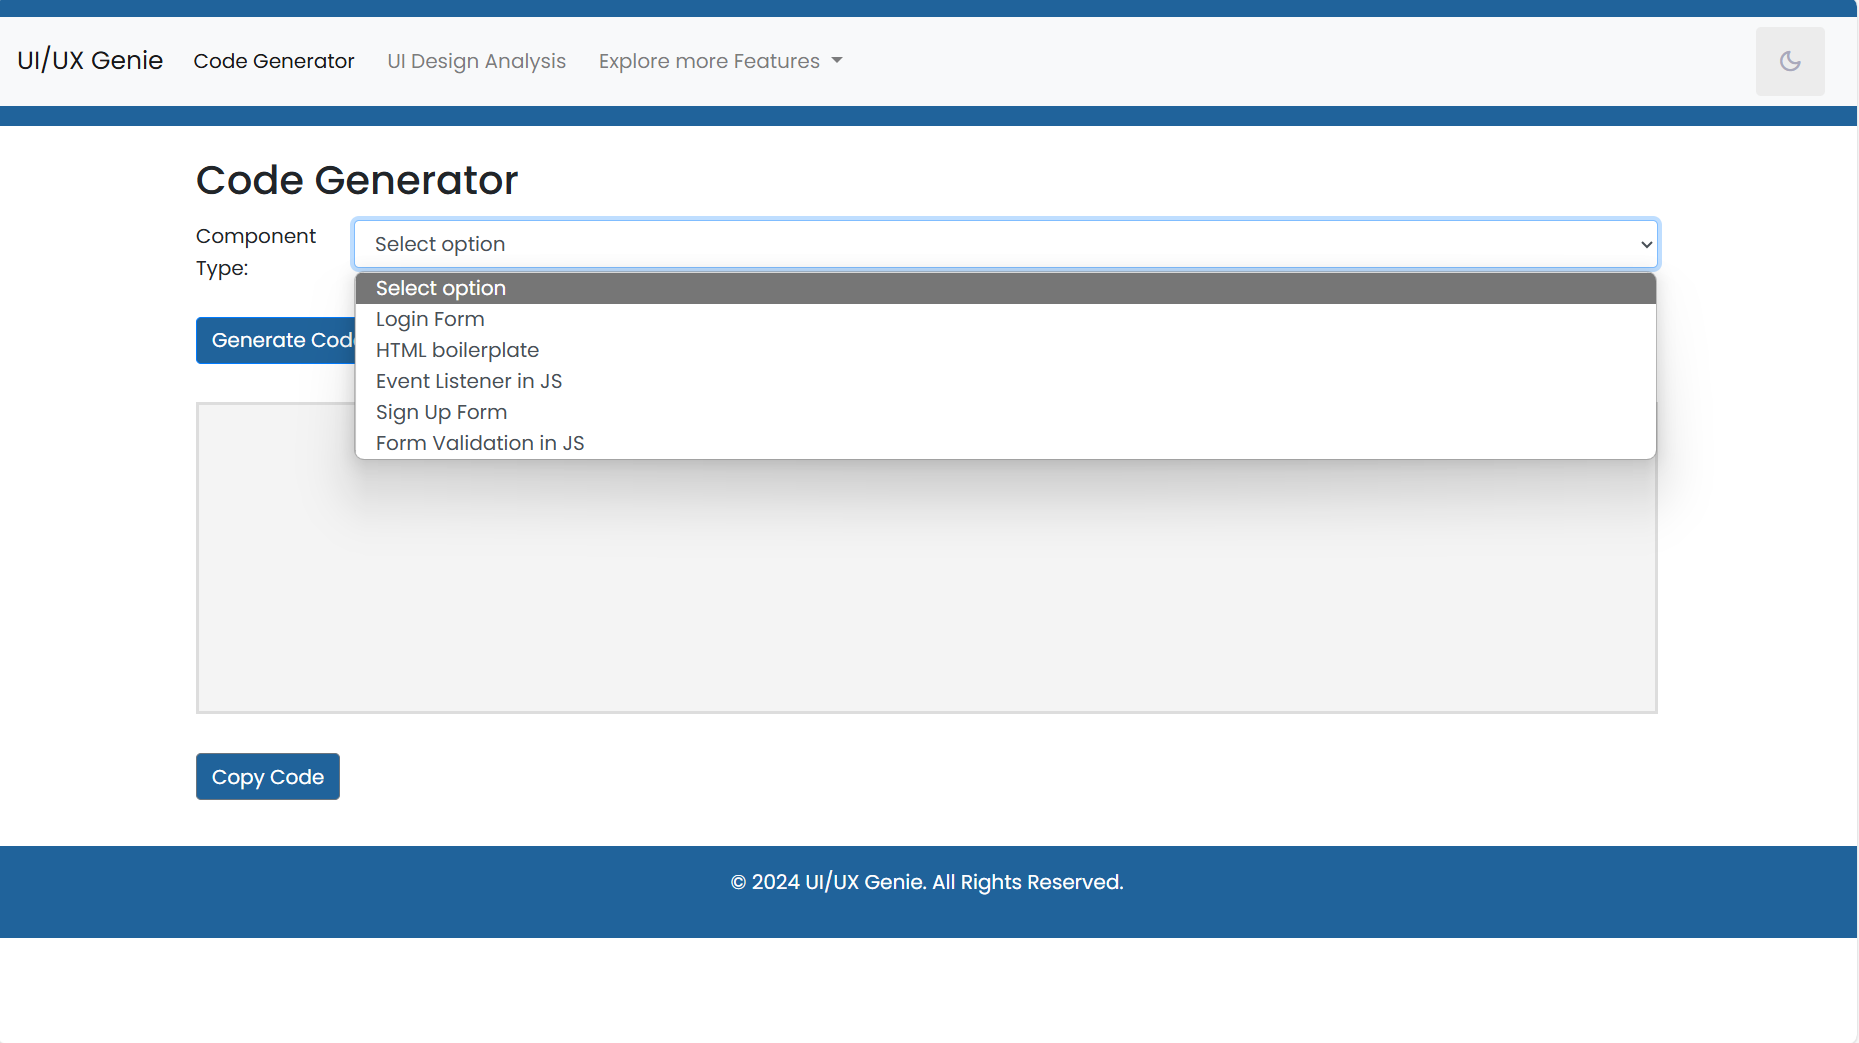 UI/UX Genie Code Generator UI Design Analysis Explore more Features
Code Generator
Component
Type:
Select option
Select option
Login Form
Generate Cod
HTML boilerplate
Event Listener in JS
Sign Up Form
Form Validation in JS
Copy Code
© 2024 UI/UX Genie. All Rights Reserved.